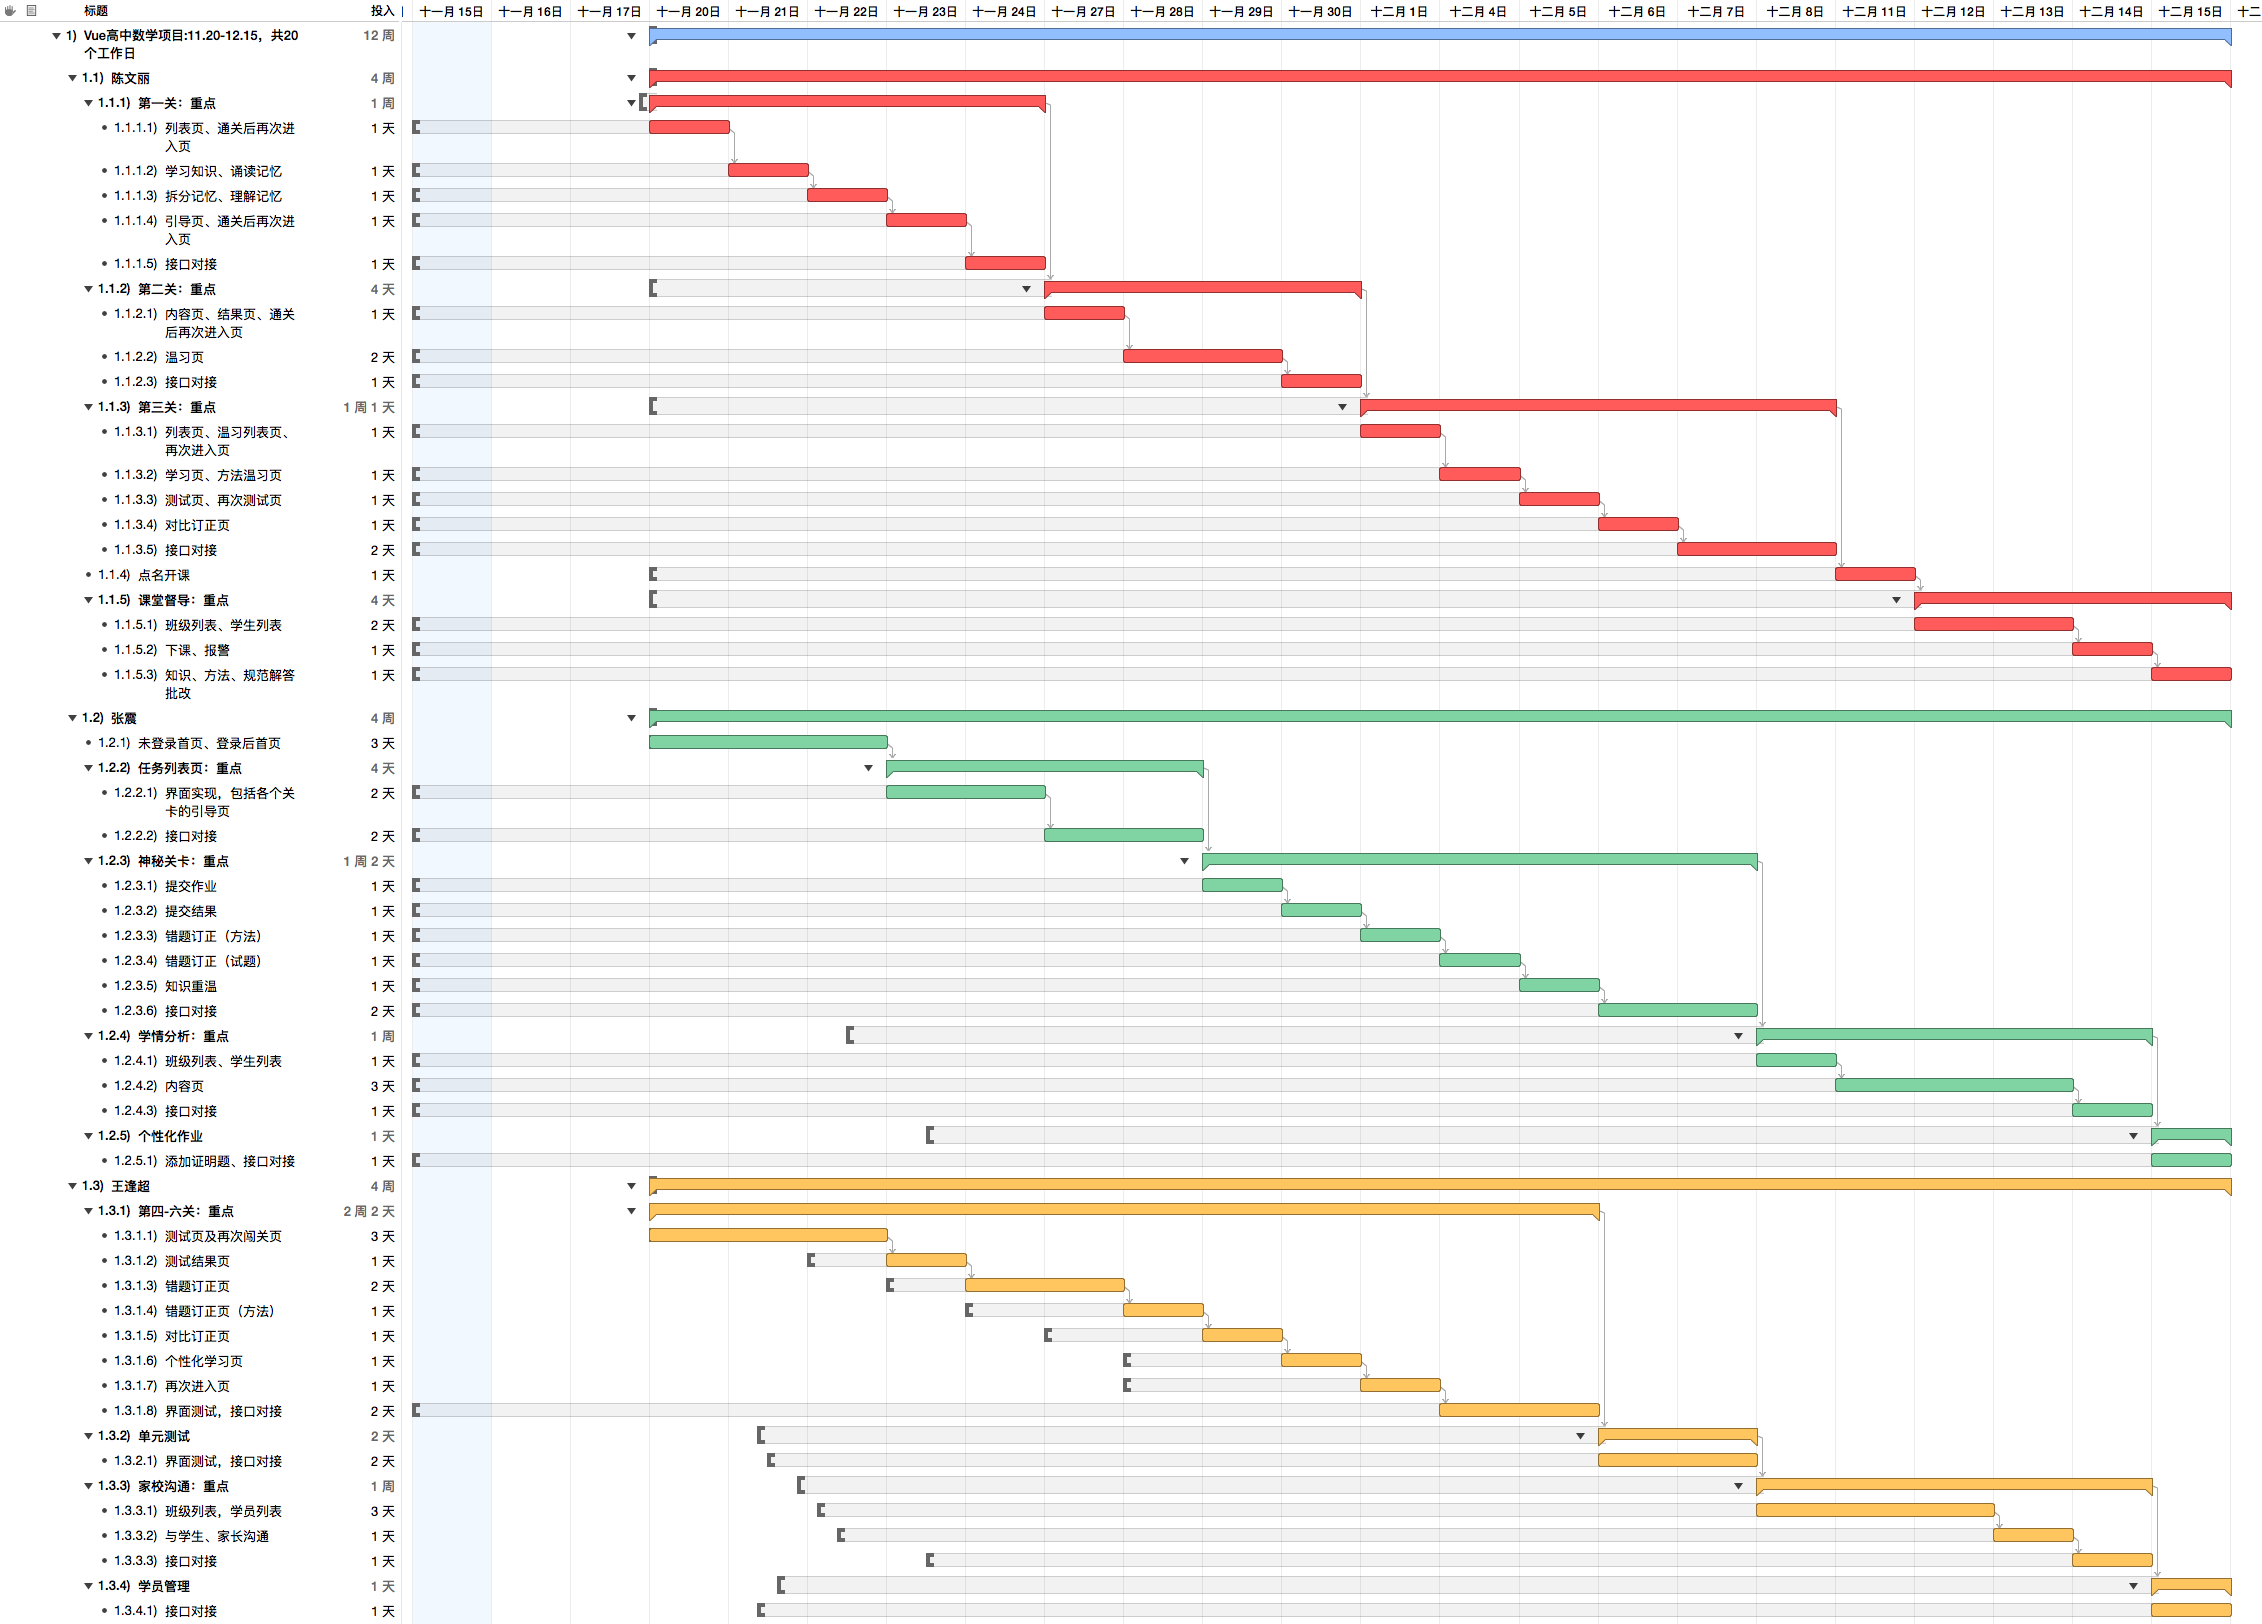 标题 投入 十一月 15日 十一月 16日 十一月 17日 十一月 20日 十一月 21日 十一月 22日 十一月 23日 十一月 24日 十一月 27日 十一月 28日 十一月 29日 十一月 30日 十二月 1日 十二月 4日 十二月 5日 十二月 6日 十二月 7日 十二月 8日 十二月 11日 十二月 12日 十二月 13日 十二月 14日 十二月 15日 十二
1) Vue高中数学项目:11.20-12.15，共20 12 周
个工作日
1.1) 陈文丽 4 周
1.1.1) 第一关：重点 1 周
1.1.1.1) 列表页、通关后再次进 1 天
入页
1.1.1.2) 学习知识、诵读记忆 1 天
1.1.1.3) 拆分记忆、理解记忆 1 天
1.1.1.4) 引导页、通关后再次进 1 天
入页
1.1.1.5) 接口对接 1 天
1.1.2) 第二关：重点 4 天
1.1.2.1) 内容页、结果页、通关 1 天
后再次进入页
1.1.2.2) 温习页 2 天
1.1.2.3) 接口对接 1 天
1.1.3) 第三关：重点 1 周 1 天
1.1.3.1) 列表页、温习列表页、 1 天
再次进入页
1.1.3.2) 学习页、方法温习页 1 天
1.1.3.3) 测试页、再次测试页 1 天
1.1.3.4) 对比订正页 1 天
1.1.3.5) 接口对接 2 天
1.1.4) 点名开课 1 天
1.1.5) 课堂督导：重点 4 天
1.1.5.1) 班级列表、学生列表 2 天
1.1.5.2) 下课、报警 1 天
1.1.5.3) 知识、方法、规范解答 1 天
批改
1.2) 张震 4 周
1.2.1) 未登录首页、登录后首页 3 天
1.2.2) 任务列表页：重点 4 天
1.2.2.1) 界面实现，包括各个关 2 天
卡的引导页
1.2.2.2) 接口对接 2 天
1.2.3) 神秘关卡：重点 1 周 2 天
1.2.3.1) 提交作业 1 天
1.2.3.2) 提交结果 1 天
1.2.3.3) 错题订正（方法） 1 天
1.2.3.4) 错题订正（试题） 1 天
1.2.3.5) 知识重温 1 天
1.2.3.6) 接口对接 2 天
1.2.4) 学情分析：重点 1 周
1.2.4.1) 班级列表、学生列表 1 天
1.2.4.2) 内容页 3 天
1.2.4.3) 接口对接 1 天
1.2.5) 个性化作业 1 天
1.2.5.1) 添加证明题、接口对接 1 天
1.3) 王逢超 4 周
1.3.1) 第四-六关：重点 2 周 2 天
1.3.1.1) 测试页及再次闯关页 3 天
1.3.1.2) 测试结果页 1 天
1.3.1.3) 错题订正页 2 天
1.3.1.4) 错题订正页（方法） 1 天
1.3.1.5) 对比订正页 1 天
1.3.1.6) 个性化学习页 1 天
1.3.1.7) 再次进入页 1 天
1.3.1.8) 界面测试，接口对接 2 天
1.3.2) 单元测试 2 天
1.3.2.1) 界面测试，接口对接 2 天
1.3.3) 家校沟通：重点 1 周
1.3.3.1) 班级列表，学员列表 3 天
1.3.3.2) 与学生、家长沟通 1 天
1.3.3.3) 接口对接 1 天
1.3.4) 学员管理 1 天
1.3.4.1) 接口对接 1 天